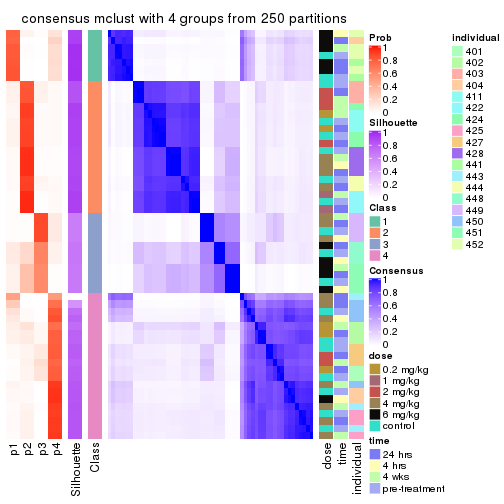 consensus mclust with 4 groups from 250 partitions
p1
p2
p3
p4
Silhouette
Class
dose
time
individual
Prob
1
0.8
0.6
0.4
0.2
0
Silhouette
1
0.8
0.6
0.4
0.2
0
Class
1
2
3
4
Consensus
1
0.8
0.6
0.4
0.2
0
dose
0.2 mg/kg
1 mg/kg
2 mg/kg
4 mg/kg
6 mg/kg
control
time
24 hrs
4 hrs
4 wks
pre-treatment
individual
401
402
403
404
411
422
424
425
427
428
441
443
444
448
449
450
451
452